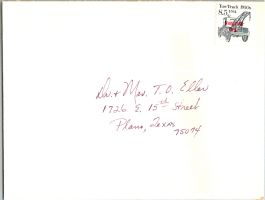 Tow Truck 1920s
8.5 USA
Dr. & Mrs. T. O. Eller
1726 E. 15th Street
Plano, Texas
75074